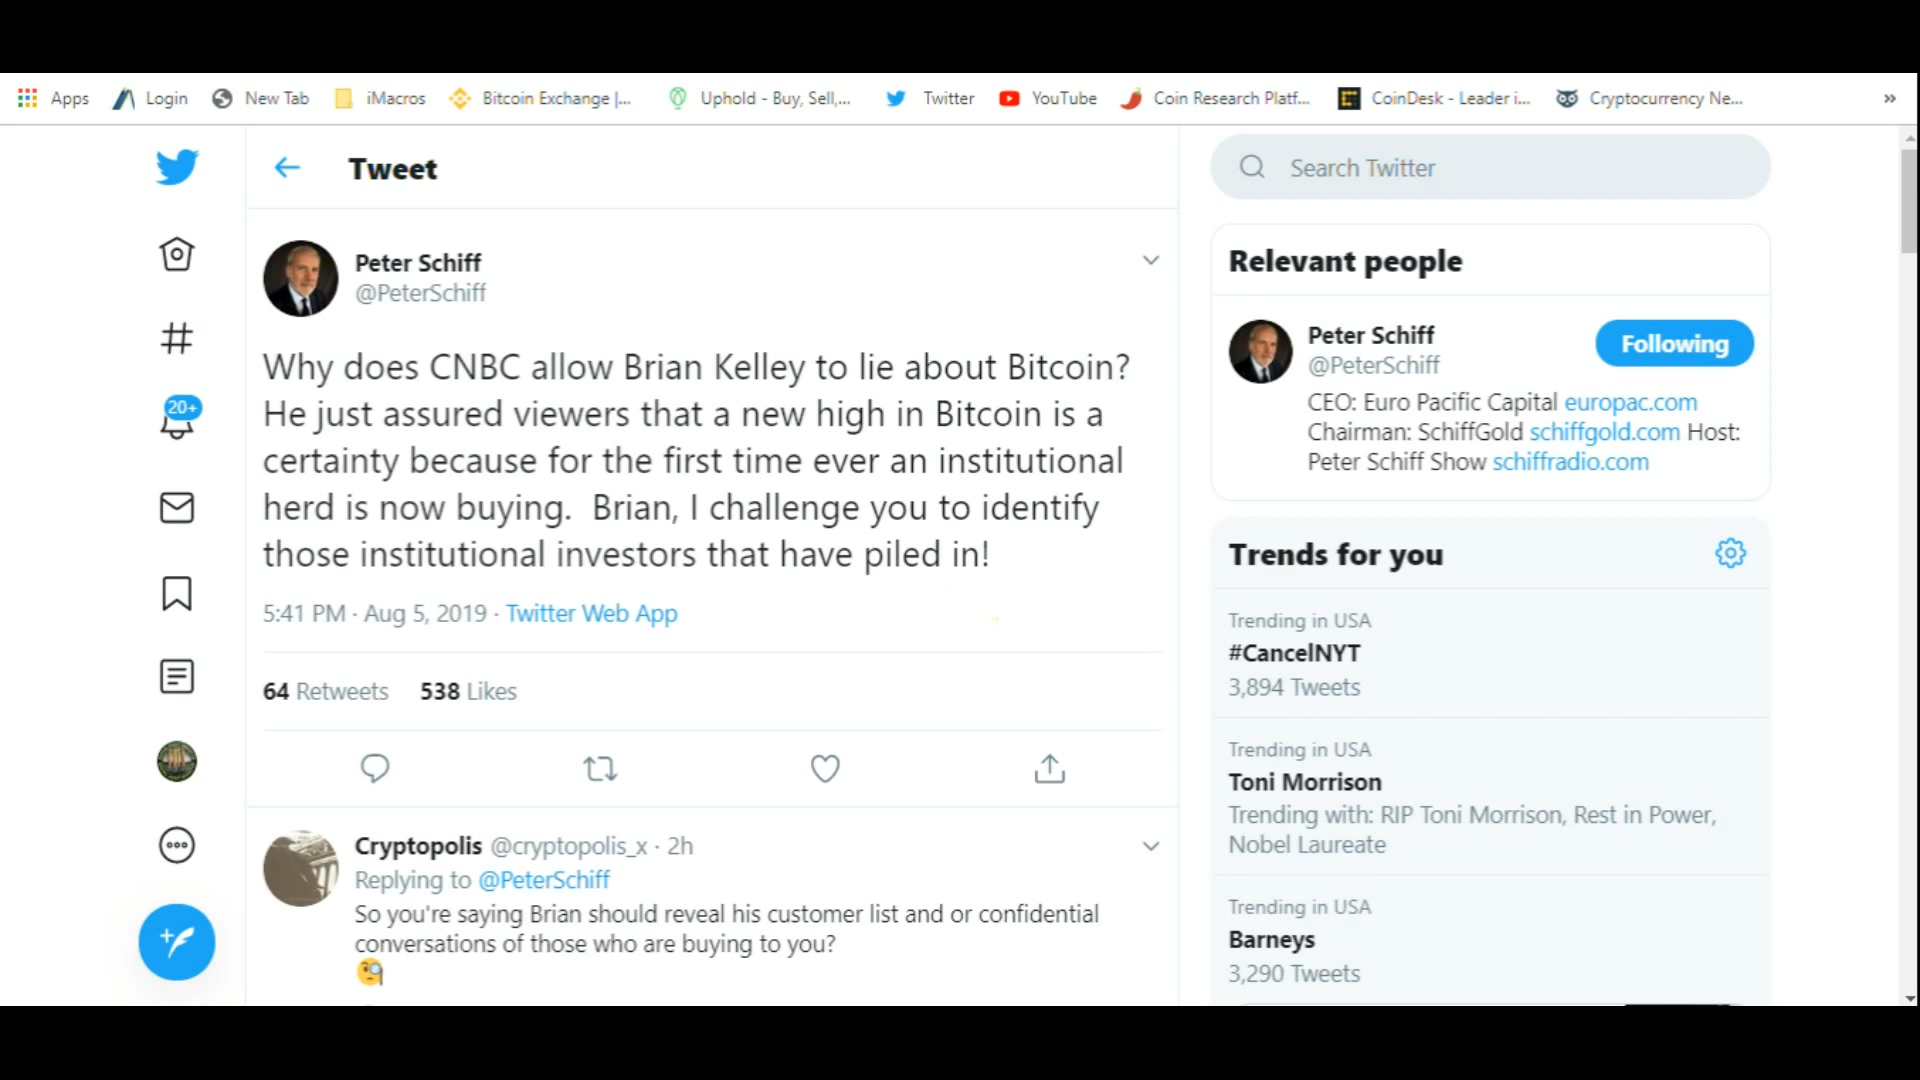 Apps Login New Tab iMacros Bitcoin Exchange |... Uphold - Buy, Sell,... Twitter YouTube Coin Research Platf... CoinDesk - Leader i... Cryptocurrency Ne... »
Tweet
Peter Schiff
@PeterSchiff
Why does CNBC allow Brian Kelley to lie about Bitcoin?
He just assured viewers that a new high in Bitcoin is a
certainty because for the first time ever an institutional
herd is now buying.  Brian, I challenge you to identify
those institutional investors that have piled in!
5:41 PM · Aug 5, 2019 · Twitter Web App
64 Retweets 538 Likes
Cryptopolis @cryptopolis_x · 2h
Replying to @PeterSchiff
So you're saying Brian should reveal his customer list and or confidential
conversations of those who are buying to you?
🧐
20+
Search Twitter
Relevant people
Peter Schiff
@PeterSchiff
Following
CEO: Euro Pacific Capital europac.com
Chairman: SchiffGold schiffgold.com Host:
Peter Schiff Show schiffradio.com
Trends for you
Trending in USA
#CancelNYT
3,894 Tweets
Trending in USA
Toni Morrison
Trending with: RIP Toni Morrison, Rest in Power,
Nobel Laureate
Trending in USA
Barneys
3,290 Tweets